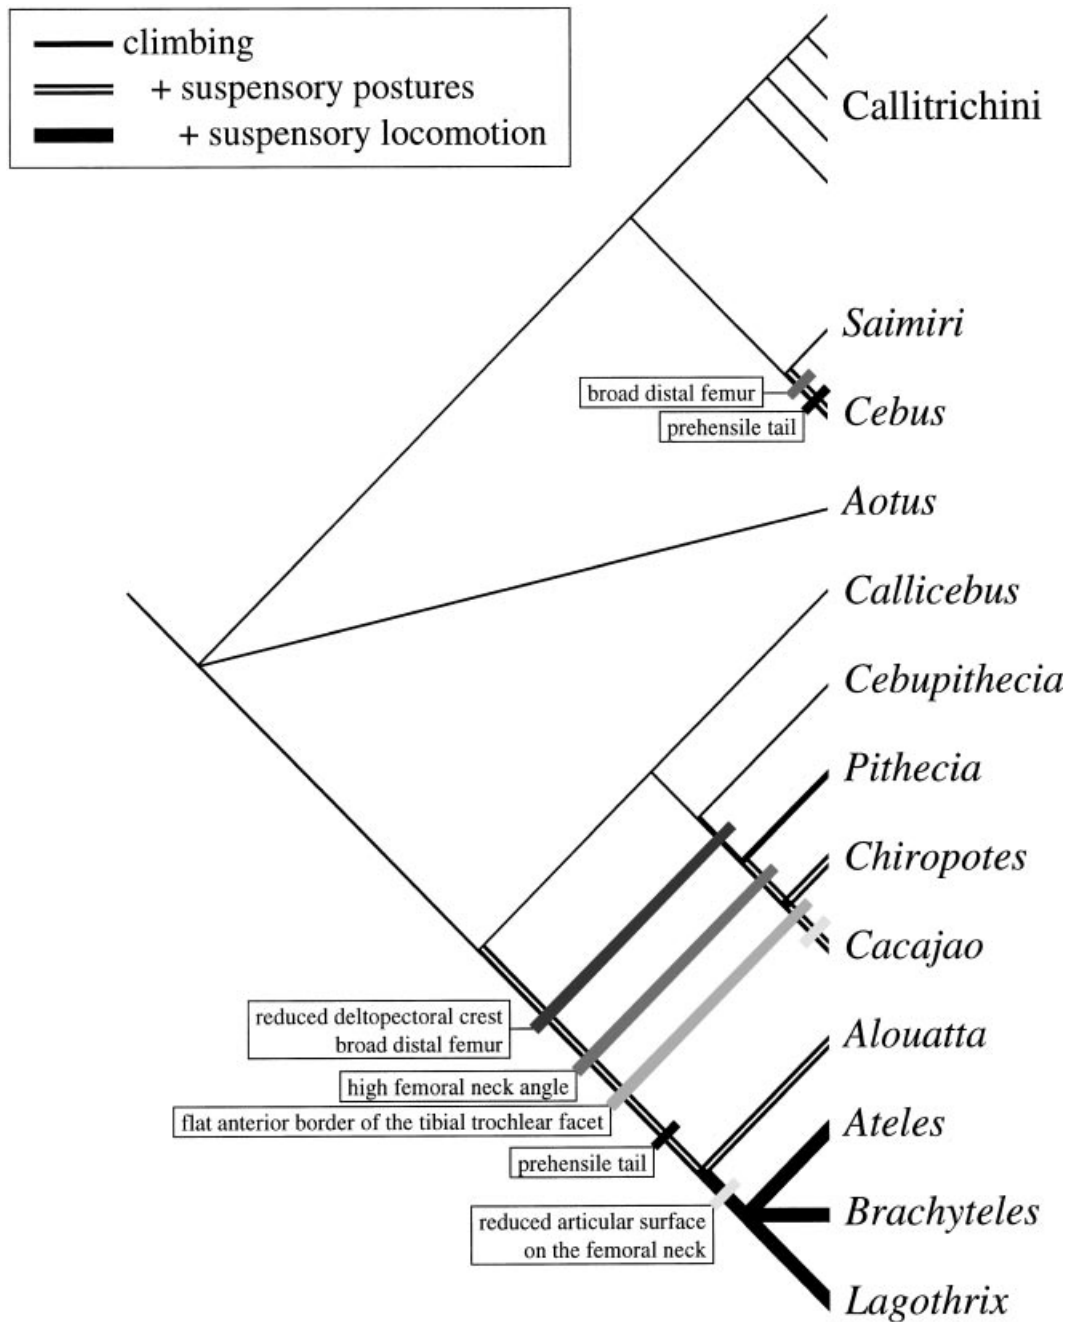 climbing
+ suspensory postures
+ suspensory locomotion
Callitrichini
Saimiri
broad distal femur
Cebus
prehensile tail
Aotus
Callicebus
Cebupithecia
Pithecia
Chiropotes
Cacajao
reduced deltopectoral crest
broad distal femur
Alouatta
high femoral neck angle
flat anterior border of the tibial trochlear facet
Ateles
prehensile tail
Brachyteles
reduced articular surface
on the femoral neck
Lagothrix